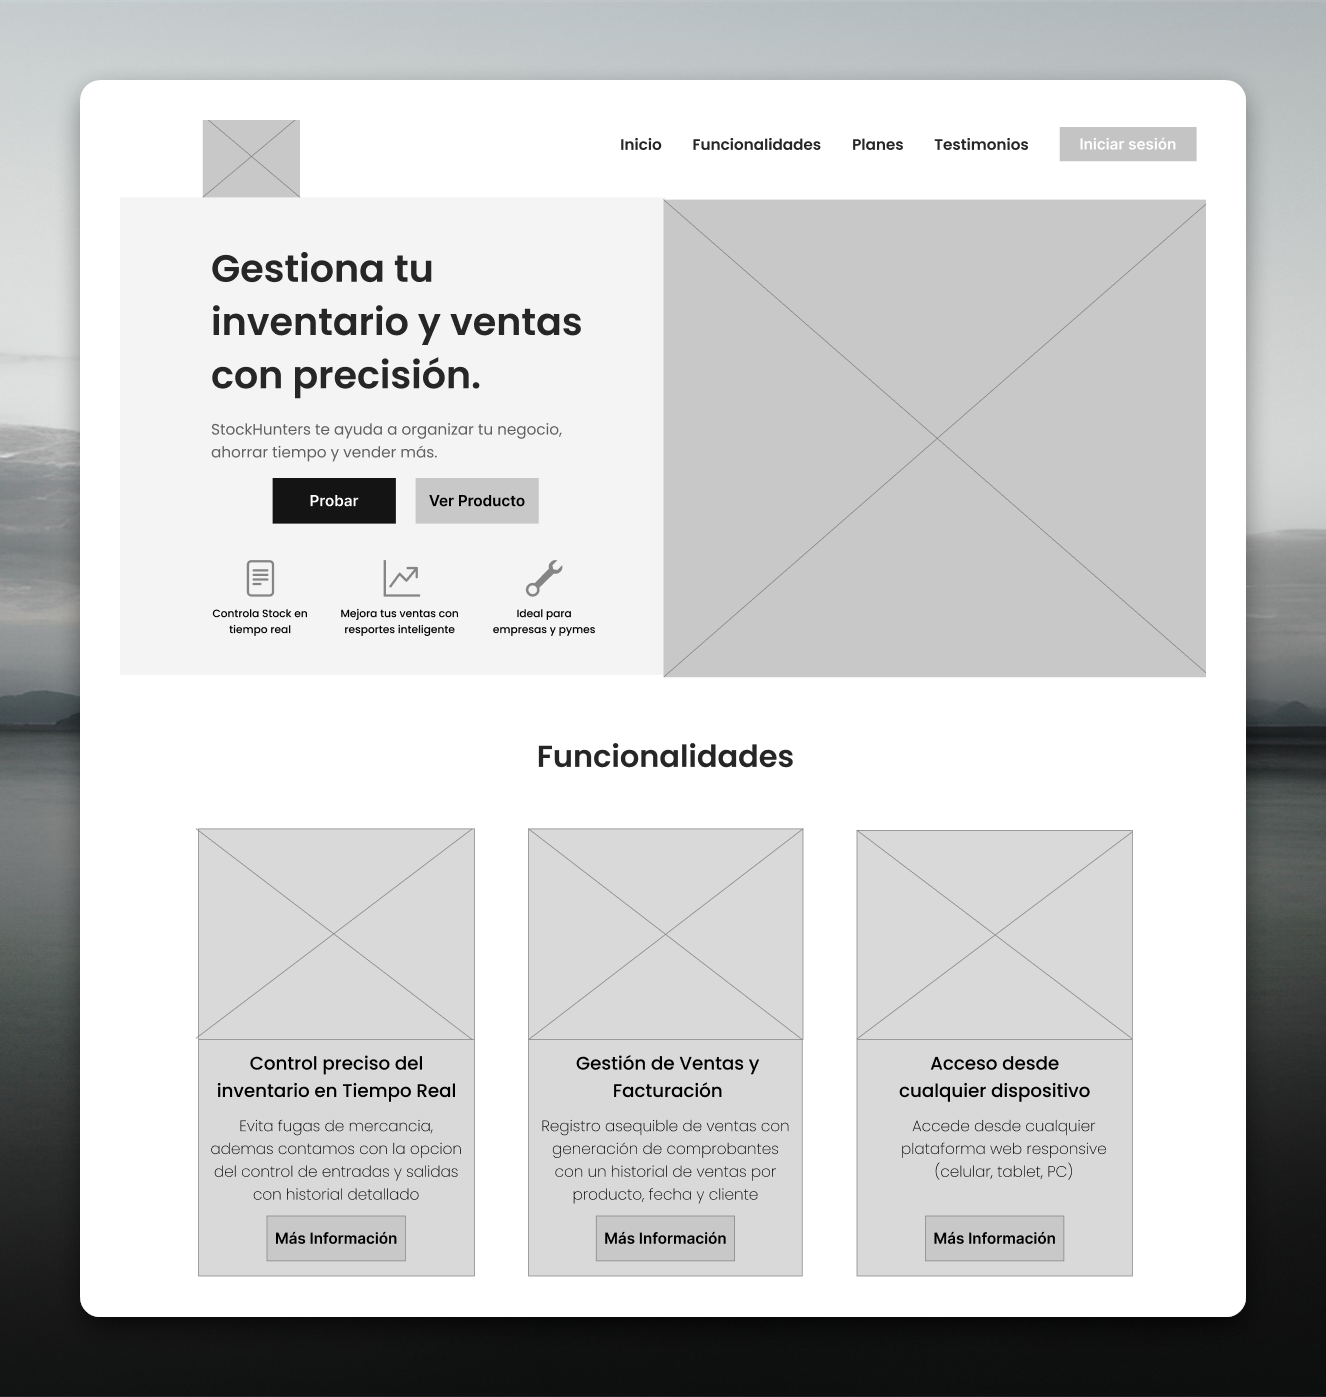 Inicio Funcionalidades Planes Testimonios Iniciar sesión
Gestiona tu
inventario y ventas
con precisión.
StockHunters te ayuda a organizar tu negocio,
ahorrar tiempo y vender más.
Probar Ver Producto
Controla Stock en
tiempo real
Mejora tus ventas con
resportes inteligente
Ideal para
empresas y pymes
Funcionalidades
Control preciso del
inventario en Tiempo Real
Evita fugas de mercancia,
ademas contamos con la opcion
del control de entradas y salidas
con historial detallado
Más Información
Gestión de Ventas y
Facturación
Registro asequible de ventas con
generación de comprobantes
con un historial de ventas por
producto, fecha y cliente
Más Información
Acceso desde
cualquier dispositivo
Accede desde cualquier
plataforma web responsive
(celular, tablet, PC)
Más Información